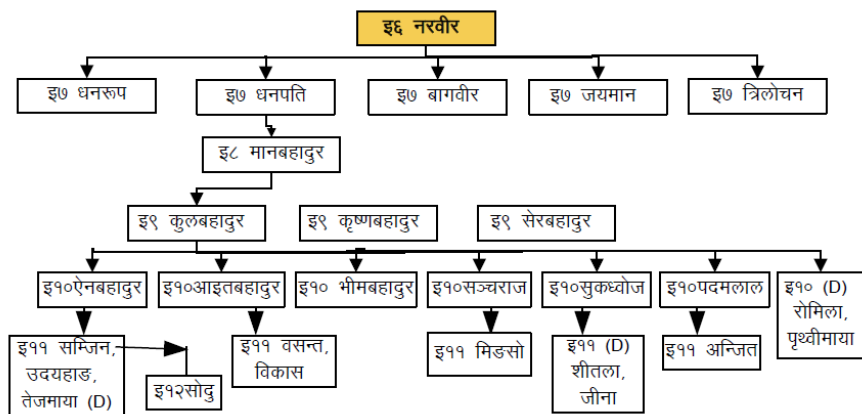 इ६ नरवीर
इ७ धनरूप
इ७ धनपति
इ७ बागवीर
इ७ जयमान
इ७ त्रिलोचन
इ८ मानबहादुर
इ९ कुलबहादुर
इ९ कृष्णबहादुर
इ९ सेरबहादुर
इ१०ऐनबहादुर
इ१०आइतबहादुर
इ१० भीमबहादुर
इ१०सञ्चराज
इ१०सुकध्वोज
इ१०पदमलाल
इ१० (D)
रोमिला,
पृथ्वीमाया
इ११ सम्जिन,
उदयहाङ,
तेजमाया (D)
इ१२सोदु
इ११ वसन्त,
विकास
इ११ मिङसो
इ११ (D)
शीतला,
जीना
इ११ अन्जित